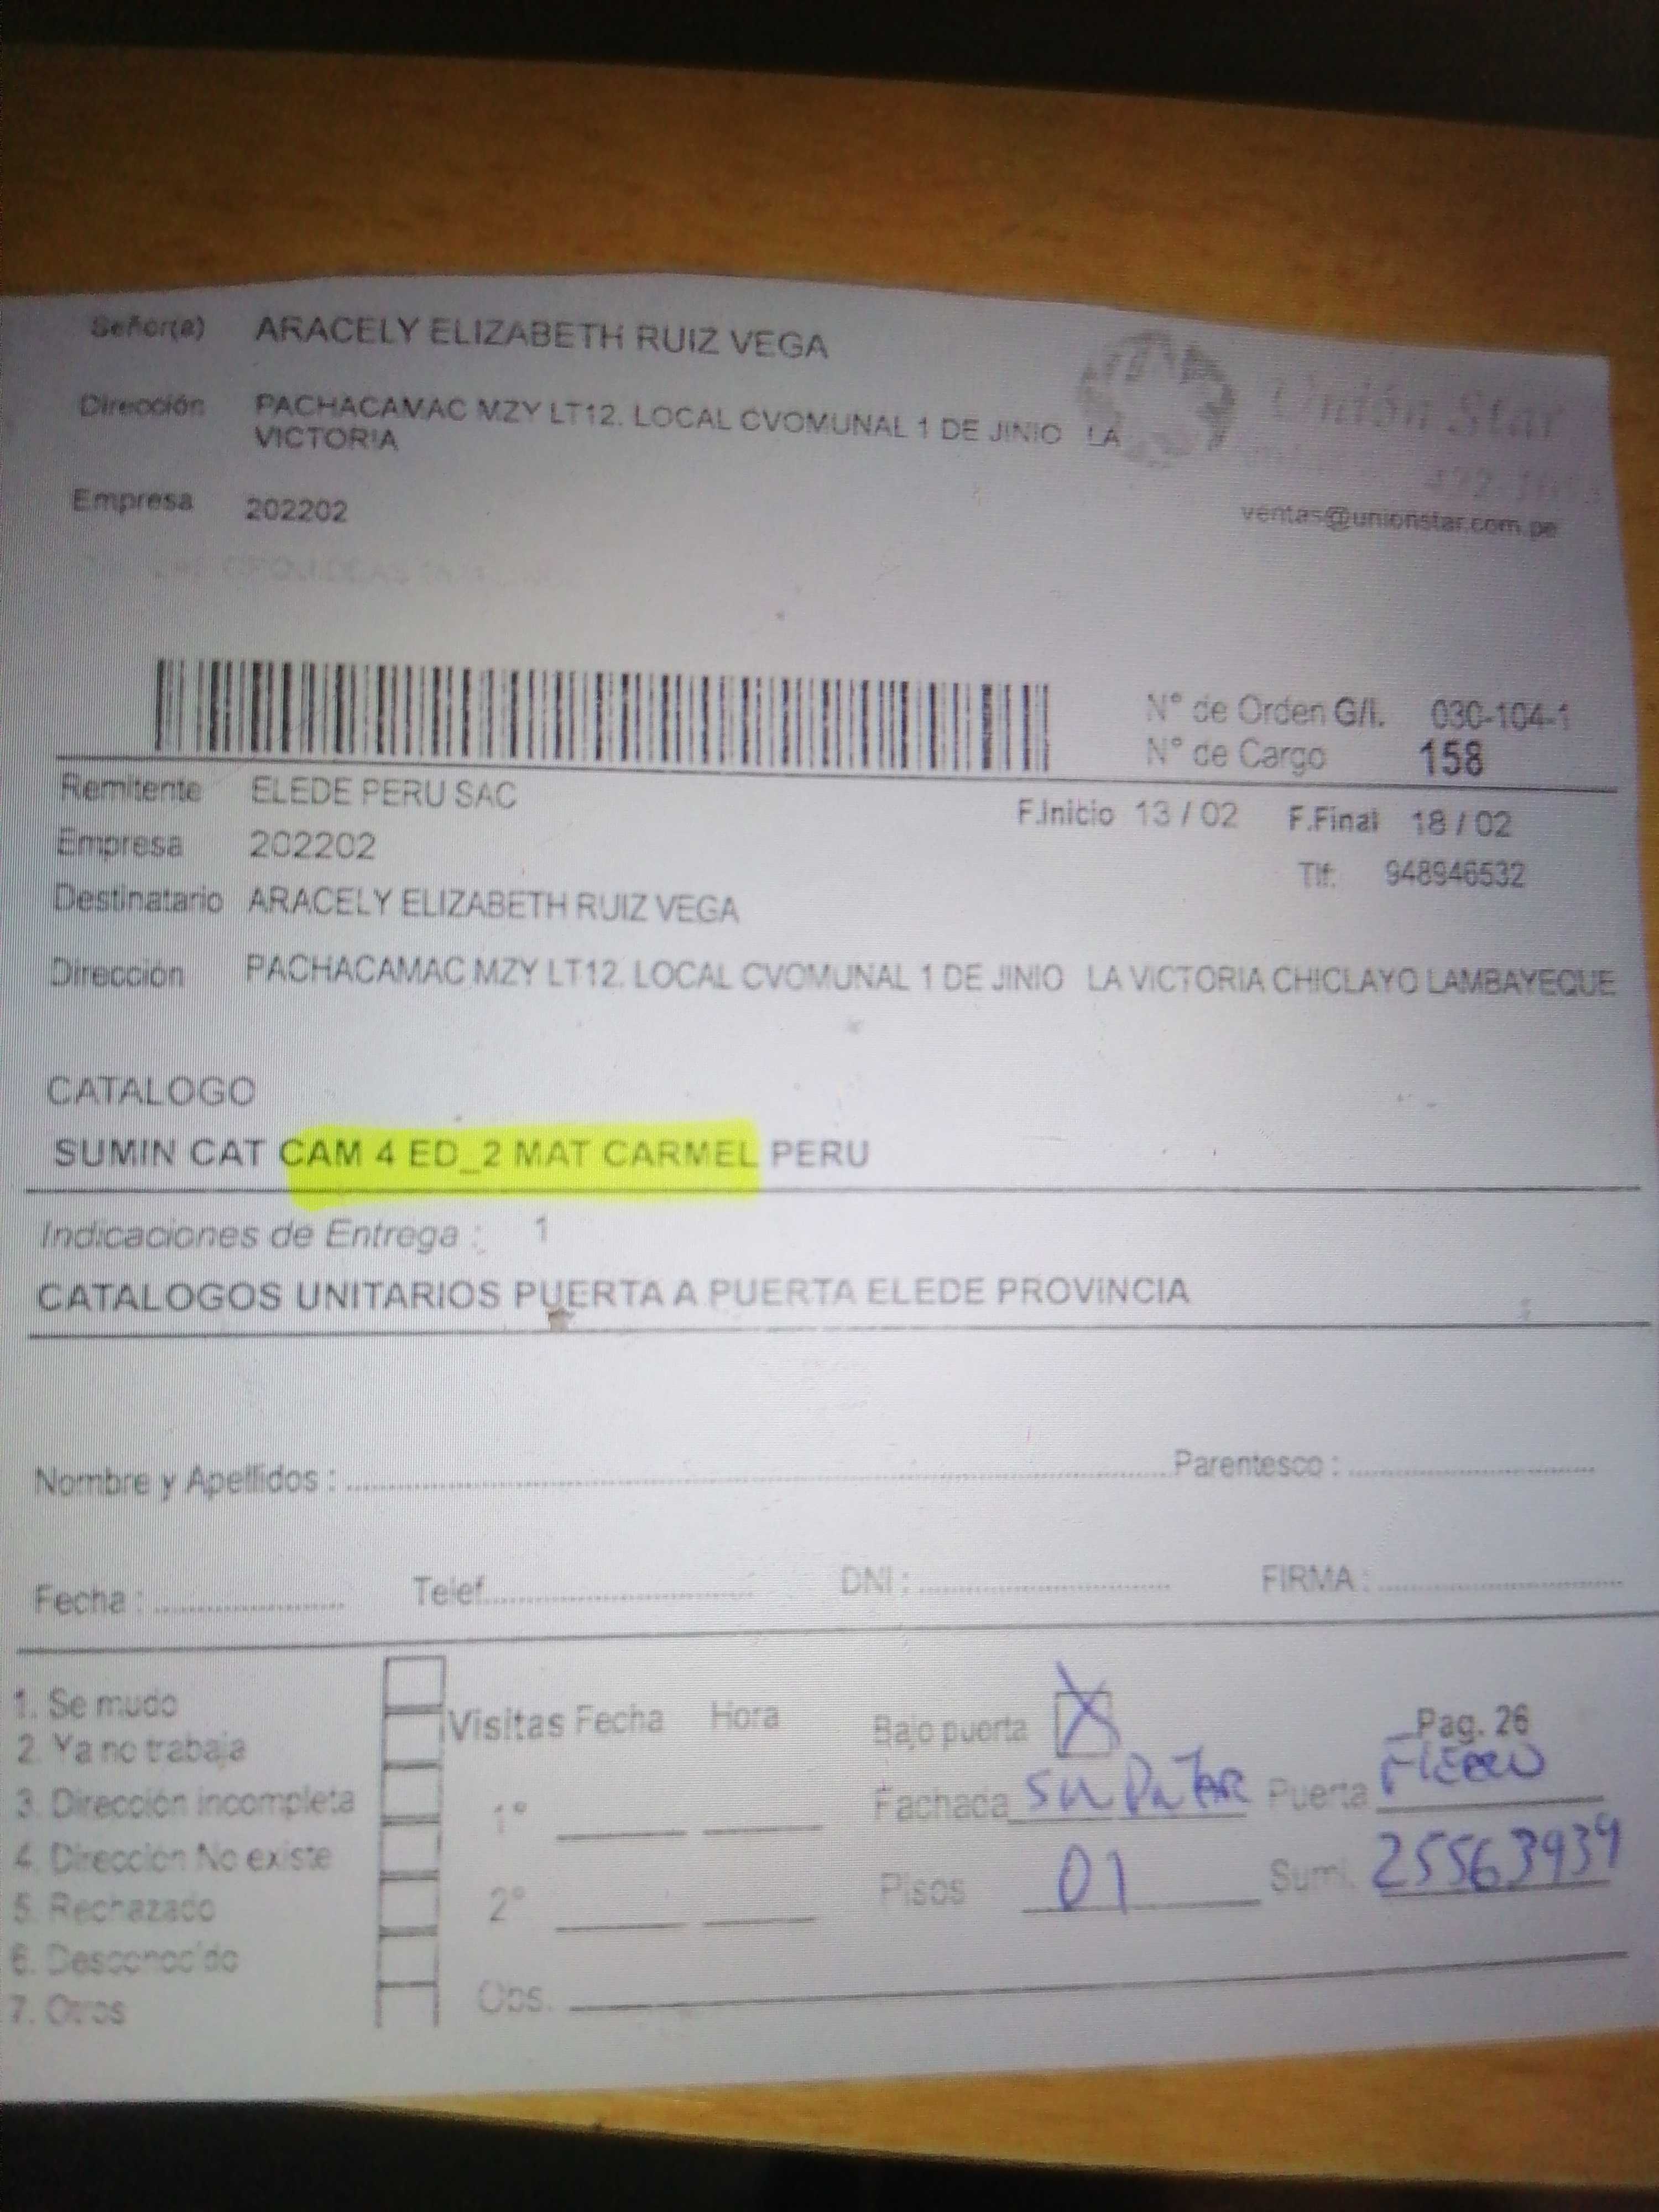 Señor(a) ARACELY ELIZABETH RUIZ VEGA
Dirección PACHACAMAC MZY LT12. LOCAL CVOMUNAL 1 DE JINIO LA
VICTORIA
Unión Star
Empresa 202202
ventas@unionstar.com.pe
N° de Orden G/I. 030-104-1
N° de Cargo 158
Remitente ELEDE PERU SAC
F.Inicio 13 / 02 F.Final 18 / 02
Empresa 202202
Tlf: 948946532
Destinatario ARACELY ELIZABETH RUIZ VEGA
Dirección PACHACAMAC MZY LT12. LOCAL CVOMUNAL 1 DE JINIO LA VICTORIA CHICLAYO LAMBAYEQUE
CATALOGO
SUMIN CAT CAM 4 ED_2 MAT CARMEL PERU
Indicaciones de Entrega : 1
CATALOGOS UNITARIOS PUERTA A PUERTA ELEDE PROVINCIA
Nombre y Apellidos : Parentesco :
Fecha : Telef. DNI : FIRMA :
1. Se mudo
2. Ya no trabaja
3. Dirección incompleta
4. Dirección No existe
5. Rechazado
6. Desconocido
7. Otros
Visitas Fecha Hora
1°
2°
Obs.
Bajo puerta X
_Pag. 26
Fachada Puerta
Pisos 01 Sumi. 25563939